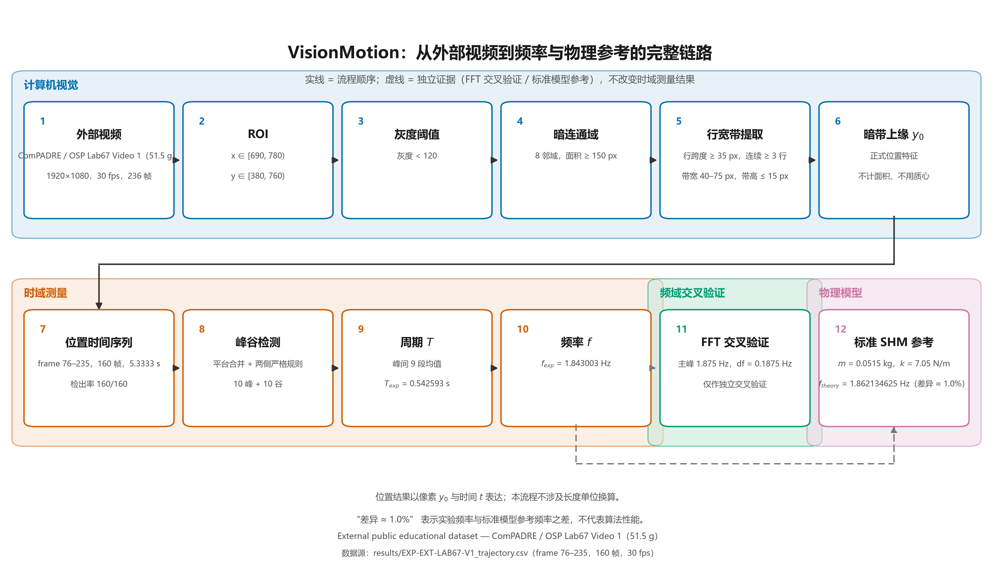 VisionMotion：从外部视频到频率与物理参考的完整链路
实线 = 流程顺序；虚线 = 独立证据（FFT 交叉验证 / 标准模型参考），不改变时域测量结果
计算机视觉
1
外部视频
ComPADRE / OSP Lab67 Video 1（51.5 g）
1920×1080，30 fps，236 帧
2
ROI
x ∈ [690, 780)
y ∈ [380, 760)
3
灰度阈值
灰度 < 120
4
暗连通域
8 邻域，面积 ≥ 150 px
5
行宽带提取
行跨度 ≥ 35 px，连续 ≥ 3 行
带宽 40–75 px，带高 ≤ 15 px
6
暗带上缘 y₀
正式位置特征
不计面积、不用质心
时域测量
7
位置时间序列
frame 76–235，160 帧，5.3333 s
检出率 160/160
8
峰谷检测
平台合并 + 两侧严格规则
10 峰 + 10 谷
9
周期 T
峰间 9 段均值
T_exp = 0.542593 s
10
频率 f
f_exp = 1.843003 Hz
频域交叉验证
11
FFT 交叉验证
主峰 1.875 Hz，df = 0.1875 Hz
仅作独立交叉验证
物理模型
12
标准 SHM 参考
m = 0.0515 kg，k = 7.05 N/m
f_theory = 1.862134625 Hz（差异 ≈ 1.0%）
位置结果以像素 y₀ 与时间 t 表达；本流程不涉及长度单位换算。
“差异 ≈ 1.0%” 表示实验频率与标准模型参考频率之差，不代表算法性能。
External public educational dataset — ComPADRE / OSP Lab67 Video 1（51.5 g）
数据源：results/EXP-EXT-LAB67-V1_trajectory.csv（frame 76–235，160 帧，30 fps）